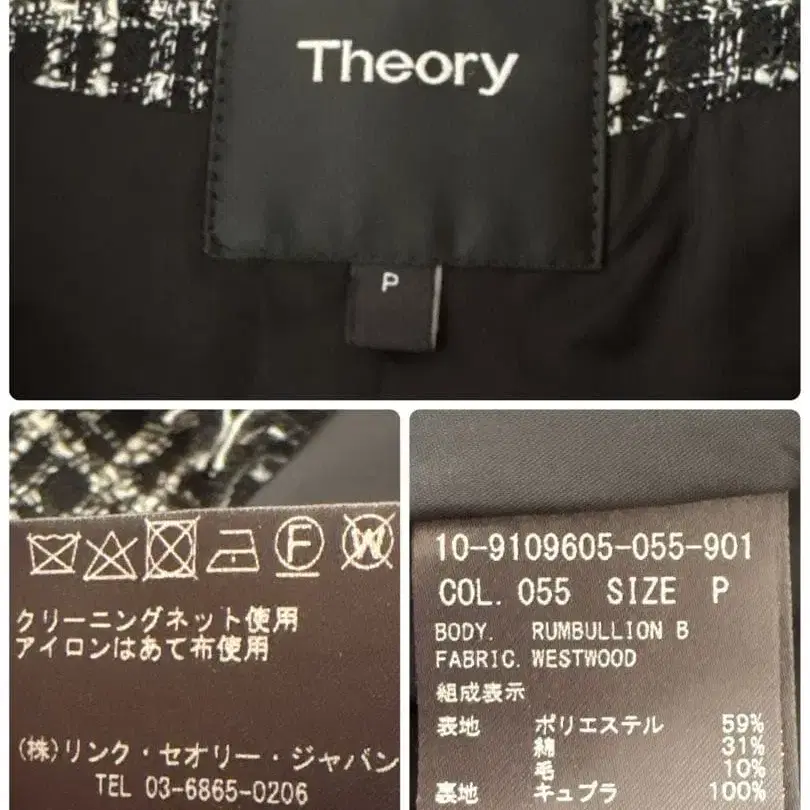 Theory
P
F W
クリーニングネット使用
アイロンはあて布使用
(株)リンク・セオリー・ジャパン
TEL 03-6865-0206
10-9109605-055-901
COL. 055 SIZE P
BODY. RUMBULLION B
FABRIC. WESTWOOD
組成表示
表地 ポリエステル 59%
綿 31%
毛 10%
裏地 キュプラ 100%